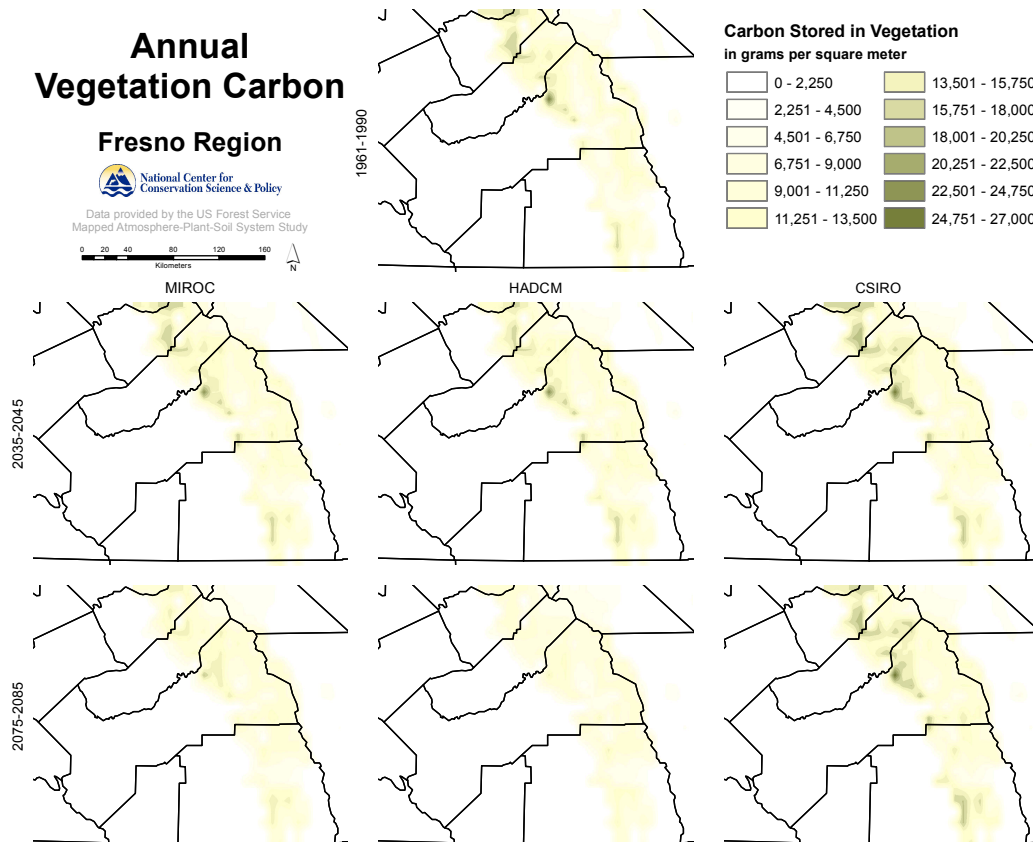 Annual
Vegetation Carbon
Fresno Region
National Center for
Conservation Science & Policy
Data provided by the US Forest Service
Mapped Atmosphere-Plant-Soil System Study
0 20 40 80 120 160
Kilometers
N
1961-1990
Carbon Stored in Vegetation
in grams per square meter
0 - 2,250
2,251 - 4,500
4,501 - 6,750
6,751 - 9,000
9,001 - 11,250
11,251 - 13,500
13,501 - 15,750
15,751 - 18,000
18,001 - 20,250
20,251 - 22,500
22,501 - 24,750
24,751 - 27,000
MIROC
HADCM
CSIRO
2035-2045
2075-2085